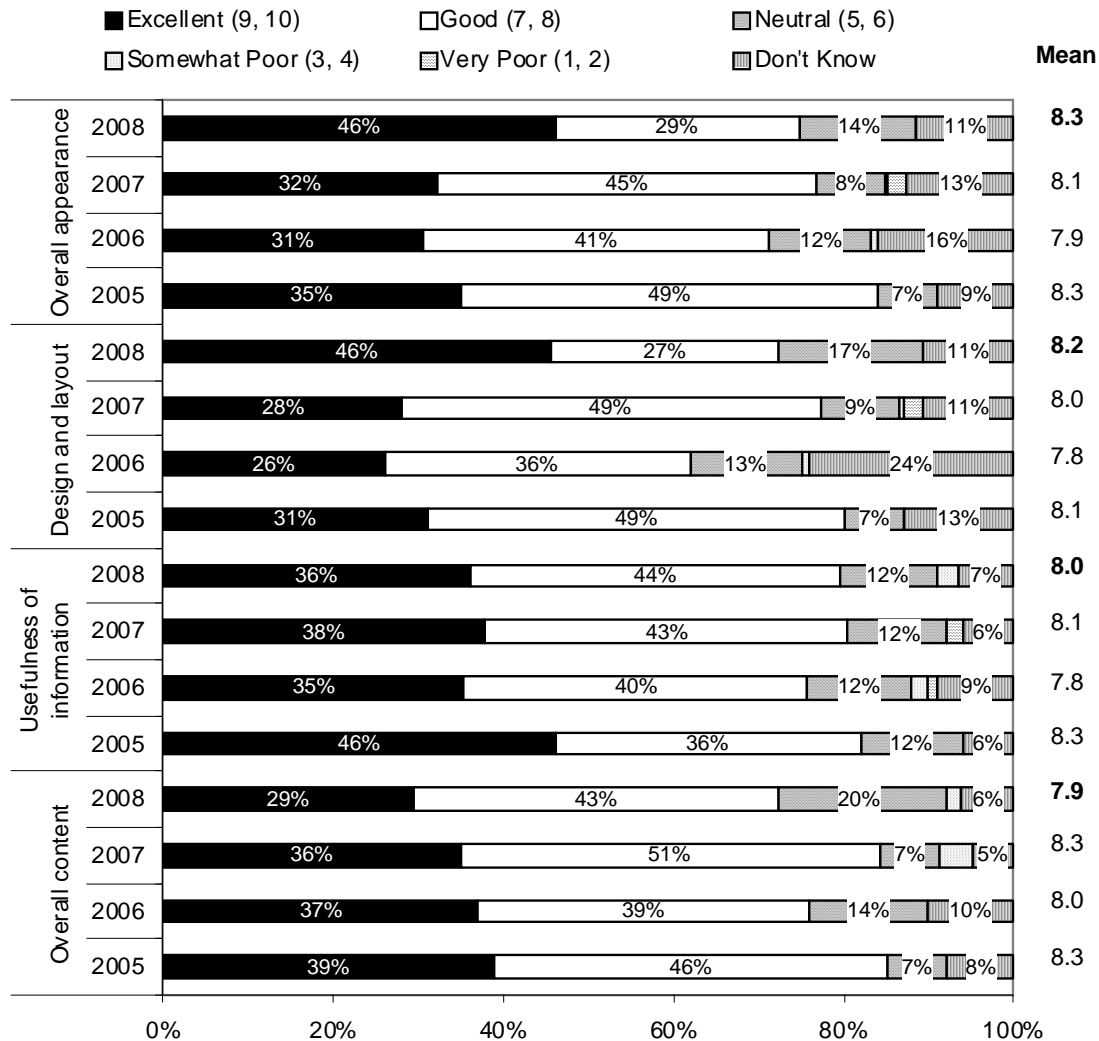 Excellent (9, 10) Good (7, 8) Neutral (5, 6)
Somewhat Poor (3, 4) Very Poor (1, 2) Don't Know
Mean
Overall appearance
2008 46% 29% 14% 11% 8.3
2007 32% 45% 8% 13% 8.1
2006 31% 41% 12% 16% 7.9
2005 35% 49% 7% 9% 8.3
Design and layout
2008 46% 27% 17% 11% 8.2
2007 28% 49% 9% 11% 8.0
2006 26% 36% 13% 24% 7.8
2005 31% 49% 7% 13% 8.1
Usefulness of
information
2008 36% 44% 12% 7% 8.0
2007 38% 43% 12% 6% 8.1
2006 35% 40% 12% 9% 7.8
2005 46% 36% 12% 6% 8.3
Overall content
2008 29% 43% 20% 6% 7.9
2007 36% 51% 7% 5% 8.3
2006 37% 39% 14% 10% 8.0
2005 39% 46% 7% 8% 8.3
0% 20% 40% 60% 80% 100%